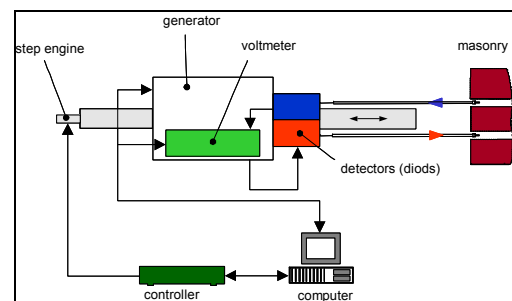 generator
step engine
voltmeter
masonry
detectors (diods)
controller
computer